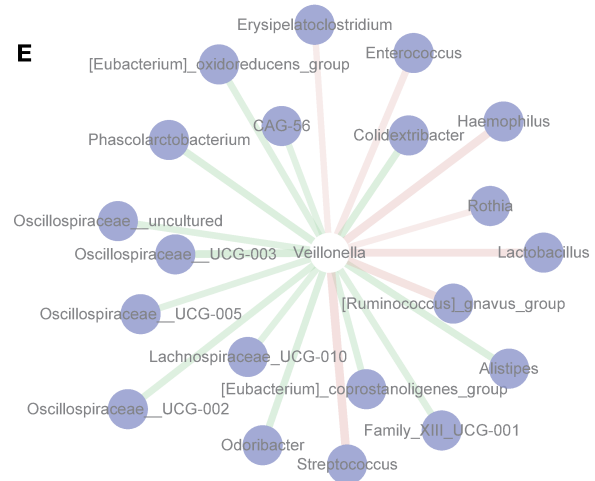 Erysipelatoclostridium
E
Enterococcus
[Eubacterium]_oxidoreducens_group
Haemophilus
CAG-56
Colidextribacter
Phascolarctobacterium
Rothia
Oscillospiraceae__uncultured
Oscillospiraceae__UCG-003
Veillonella
Lactobacillus
[Ruminococcus]_gnavus_group
Oscillospiraceae__UCG-005
Lachnospiraceae_UCG-010
Alistipes
[Eubacterium]_coprostanoligenes_group
Oscillospiraceae__UCG-002
Family_XIII_UCG-001
Odoribacter
Streptococcus